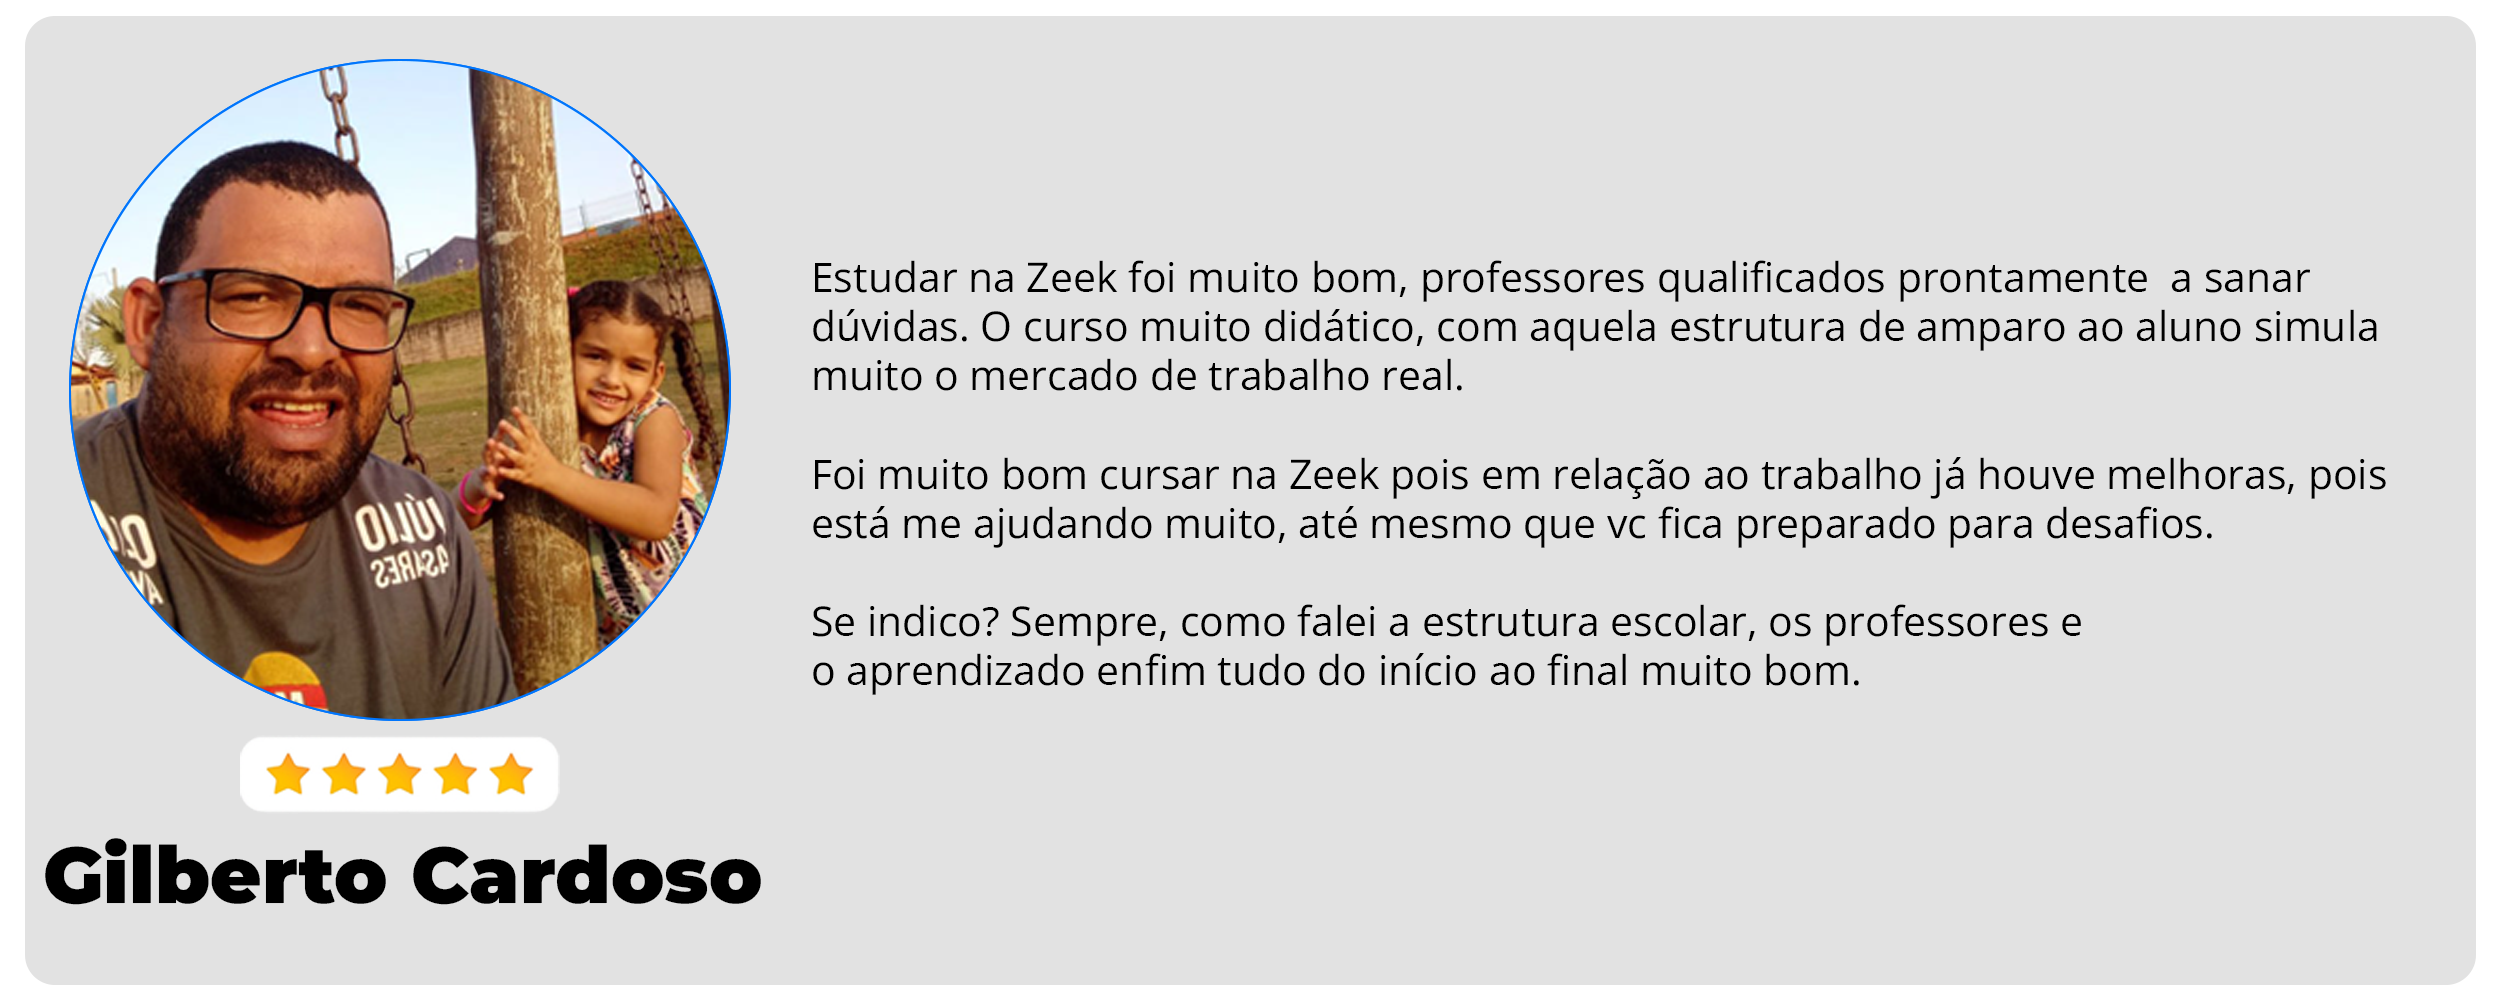 Estudar na Zeek foi muito bom, professores qualificados prontamente  a sanar
dúvidas. O curso muito didático, com aquela estrutura de amparo ao aluno simula
muito o mercado de trabalho real.
Foi muito bom cursar na Zeek pois em relação ao trabalho já houve melhoras, pois
está me ajudando muito, até mesmo que vc fica preparado para desafios.
Se indico? Sempre, como falei a estrutura escolar, os professores e
o aprendizado enfim tudo do início ao final muito bom.
Gilberto Cardoso